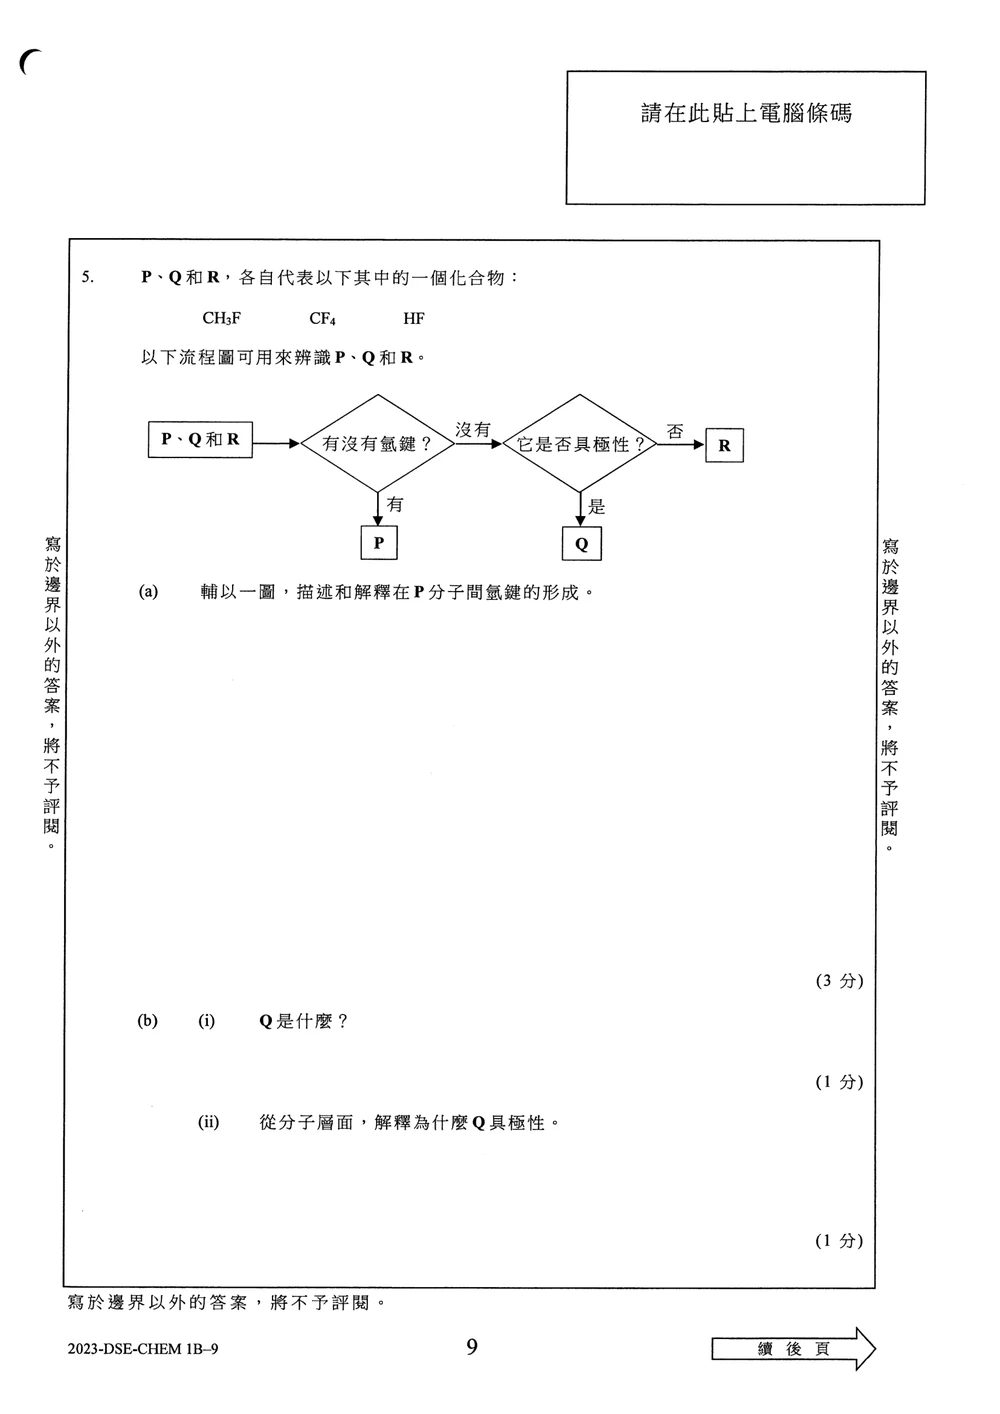 請在此貼上電腦條碼
5. P、Q和R，各自代表以下其中的一個化合物：
CH₃F CF₄ HF
以下流程圖可用來辨識P、Q和R。
P、Q和R
有沒有氫鍵？
沒有
它是否具極性？
否
R
有
是
P
Q
(a) 輔以一圖，描述和解釋在P分子間氫鍵的形成。
(3 分)
(b) (i) Q是什麼？
(1 分)
(ii) 從分子層面，解釋為什麼Q具極性。
(1 分)
寫於邊界以外的答案，將不予評閱。
寫於邊界以外的答案，將不予評閱。
寫於邊界以外的答案，將不予評閱。
2023-DSE-CHEM 1B–9
9
續後頁